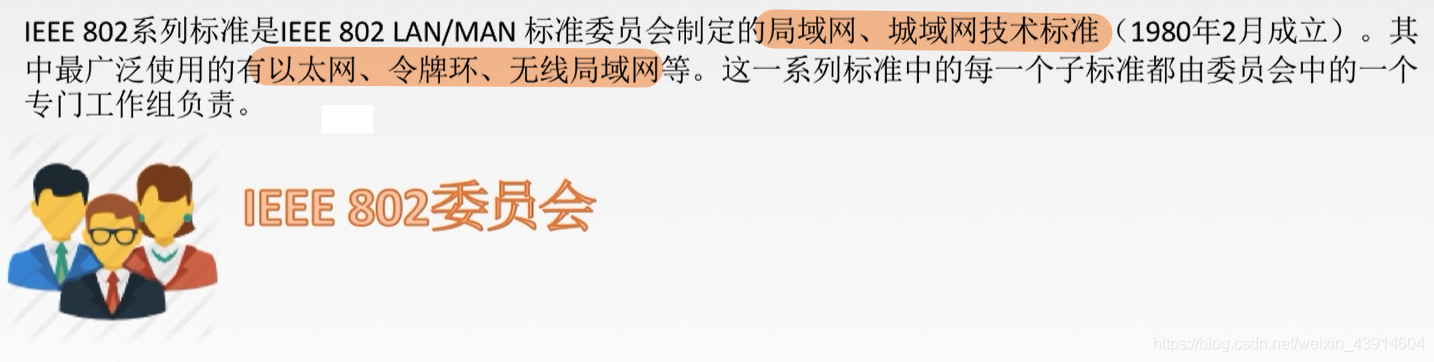 IEEE 802系列标准是IEEE 802 LAN/MAN 标准委员会制定的局域网、城域网技术标准（1980年2月成立）。其
中最广泛使用的有以太网、令牌环、无线局域网等。这一系列标准中的每一个子标准都由委员会中的一个
专门工作组负责。
IEEE 802委员会
https://blog.csdn.net/weixin_43914604